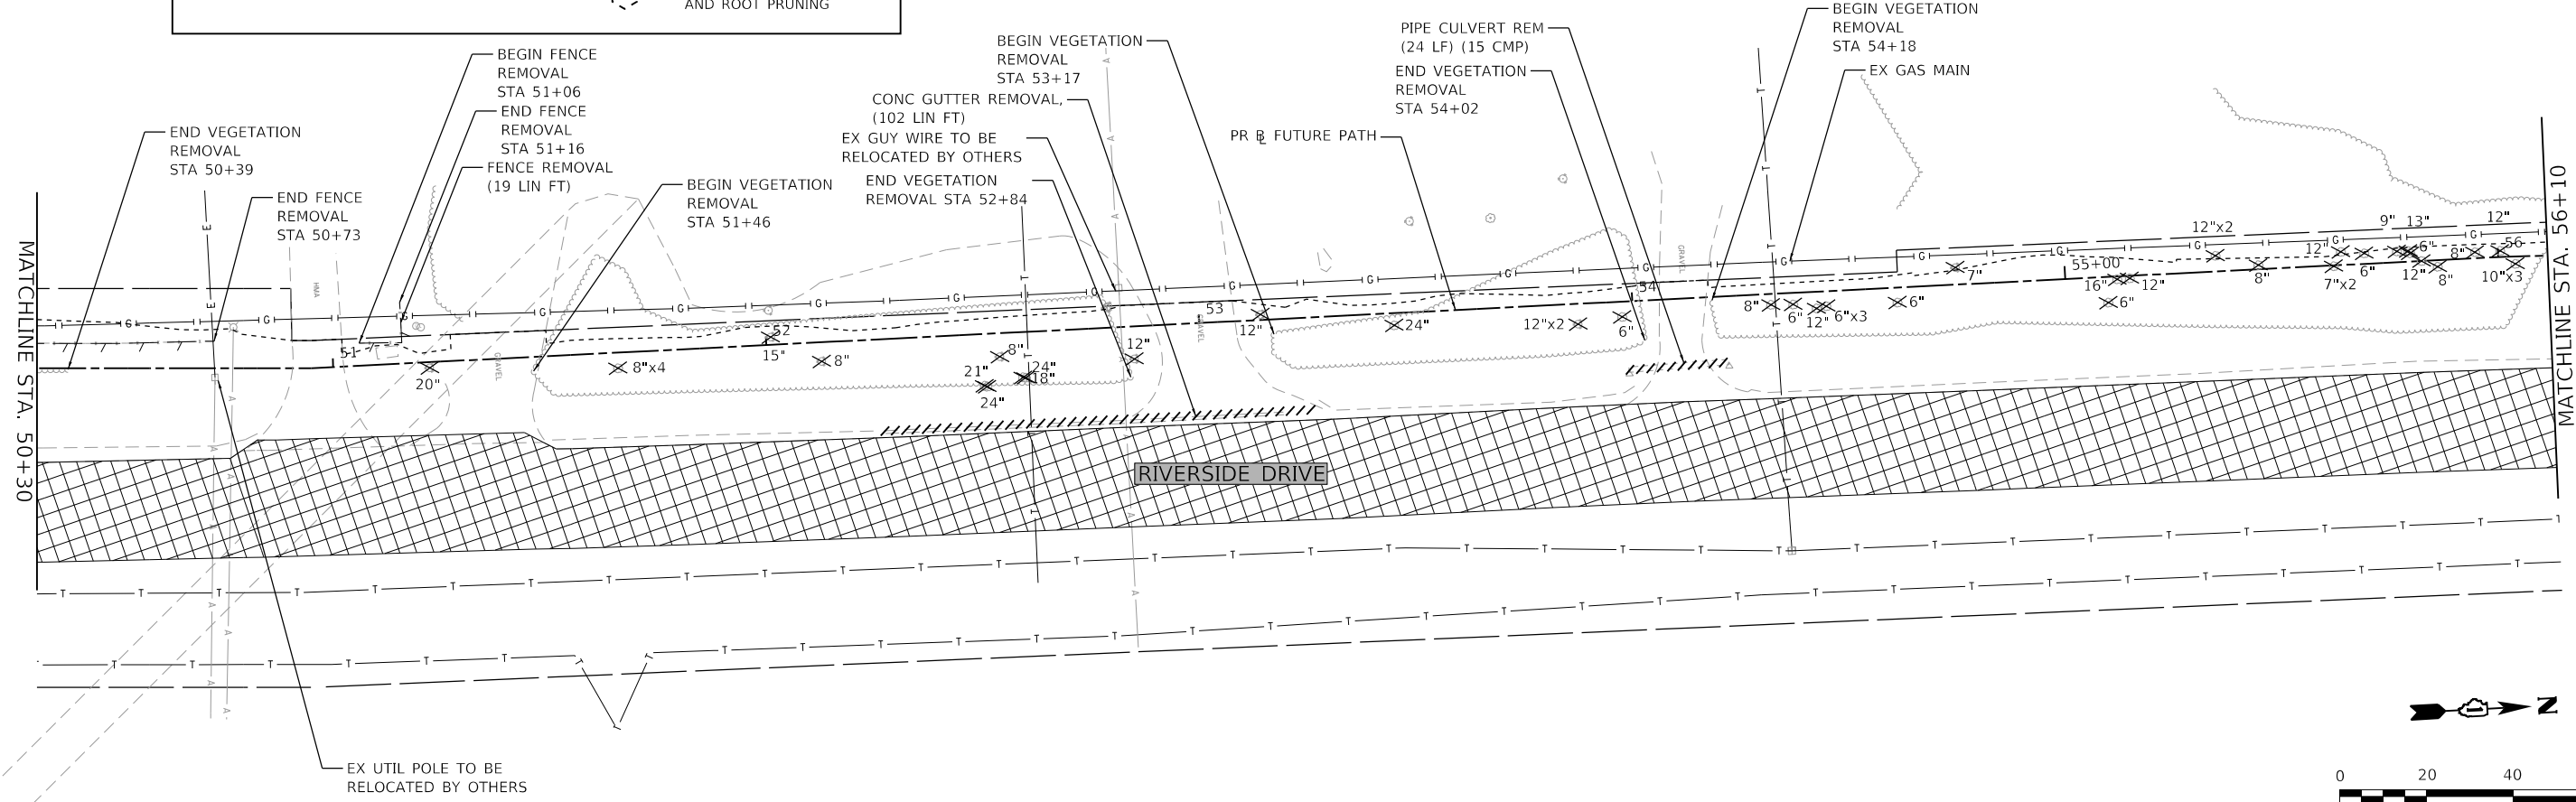 AND ROOT PRUNING
BEGIN FENCE
REMOVAL
STA 51+06
END FENCE
REMOVAL
STA 51+16
FENCE REMOVAL
(19 LIN FT)
END VEGETATION
REMOVAL
STA 50+39
END FENCE
REMOVAL
STA 50+73
BEGIN VEGETATION
REMOVAL
STA 51+46
BEGIN VEGETATION
REMOVAL
STA 53+17
CONC GUTTER REMOVAL,
(102 LIN FT)
EX GUY WIRE TO BE
RELOCATED BY OTHERS
END VEGETATION
REMOVAL STA 52+84
PIPE CULVERT REM
(24 LF) (15 CMP)
END VEGETATION
REMOVAL
STA 54+02
PR BL FUTURE PATH
BEGIN VEGETATION
REMOVAL
STA 54+18
EX GAS MAIN
MATCHLINE STA. 50+30
MATCHLINE STA. 56+10
HMA
GRAVEL
GRAVEL
GRAVEL
51
52
53
54
55+00
56
20"
8"x4
15"
8"
8"
21"
24"
24"
18"
12"
12"
24"
12"x2
6"
8"
6"
12"
6"x3
6"
7"
16"
12"
6"
12"x2
8"
12"
7"x2
6"
9"
13"
6"
12"
8"
8"
12"
10"x3
RIVERSIDE DRIVE
EX UTIL POLE TO BE
RELOCATED BY OTHERS
N
0 20 40